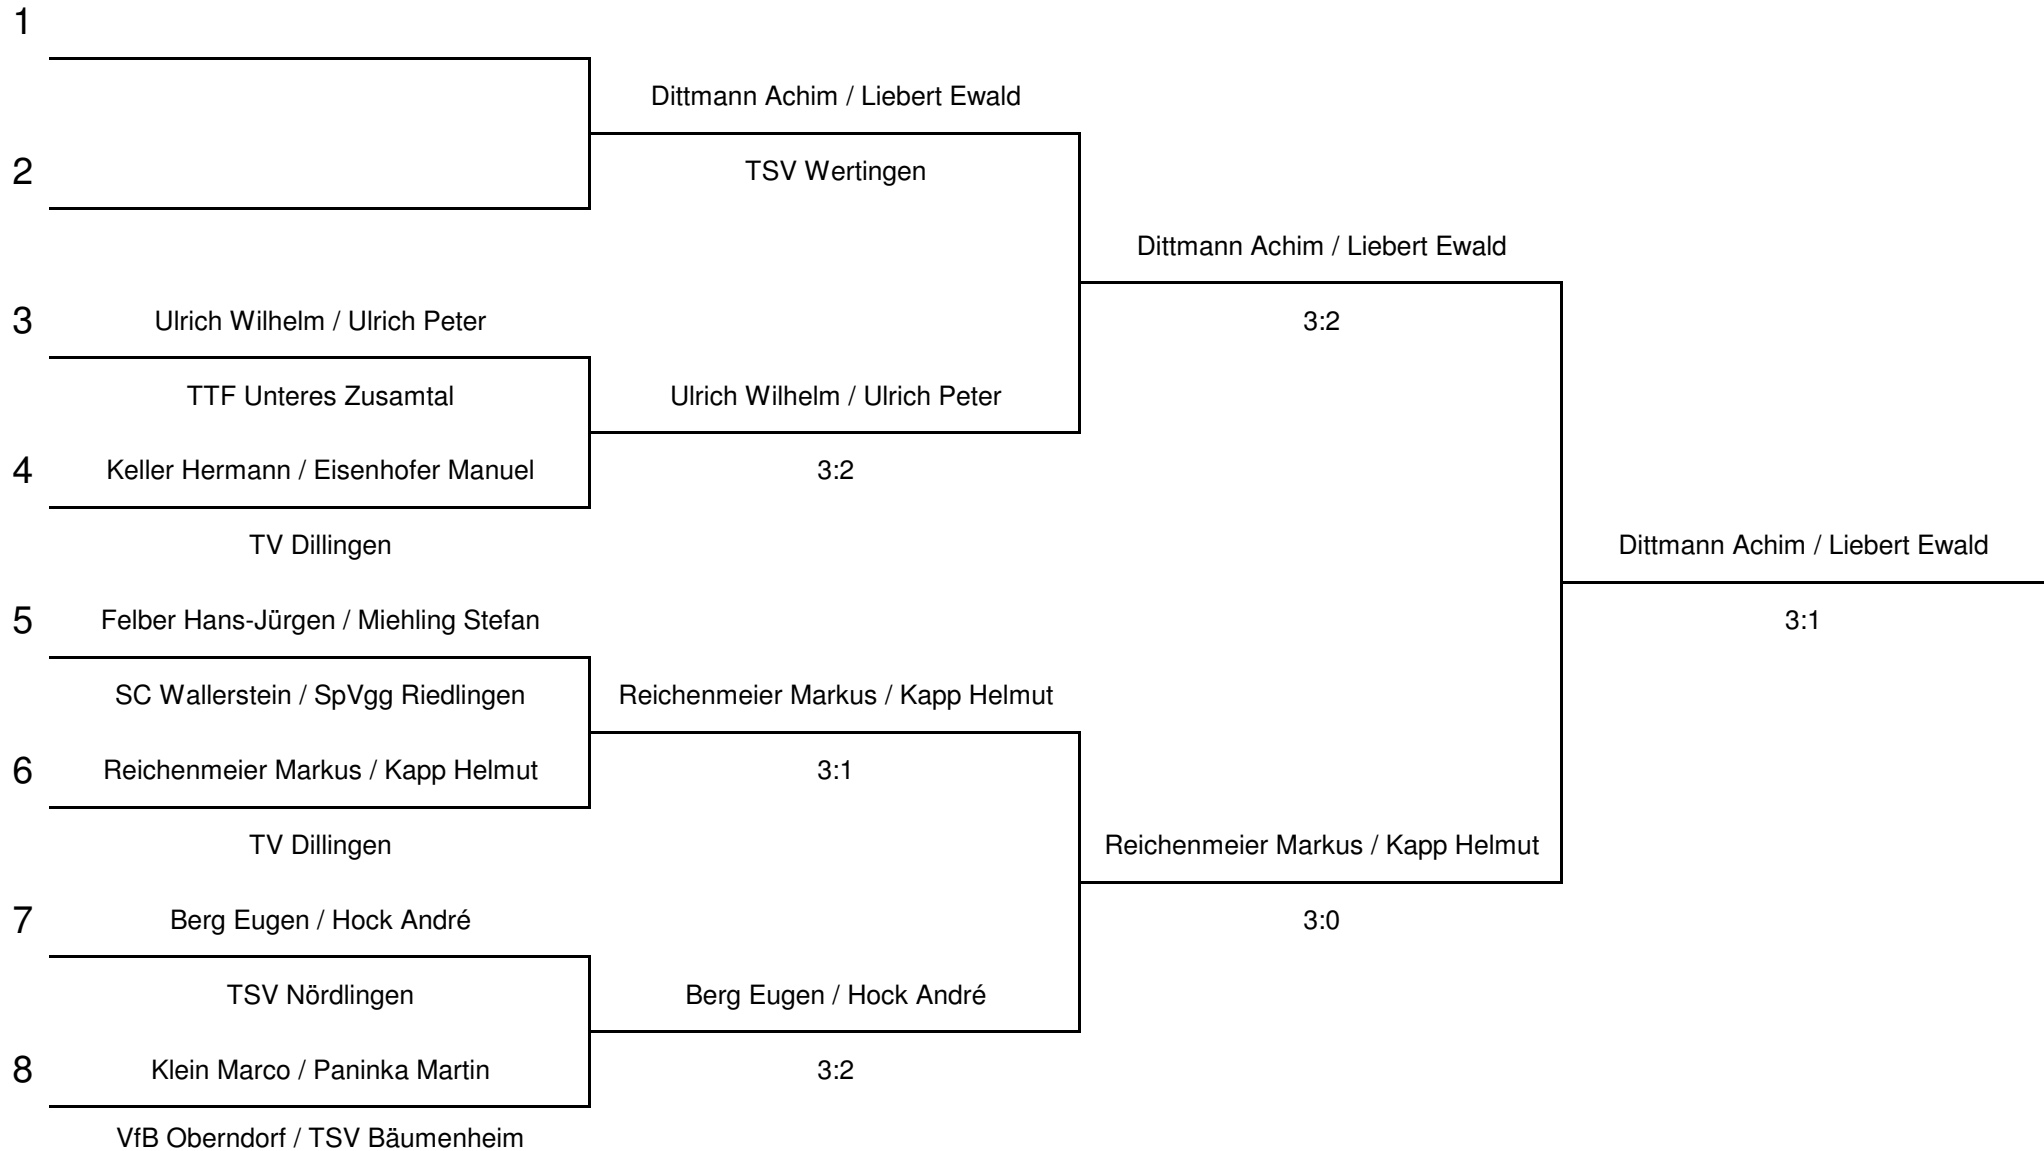 1
Dittmann Achim / Liebert Ewald
2
TSV Wertingen
Dittmann Achim / Liebert Ewald
3
Ulrich Wilhelm / Ulrich Peter
3:2
TTF Unteres Zusamtal
Ulrich Wilhelm / Ulrich Peter
4
Keller Hermann / Eisenhofer Manuel
3:2
TV Dillingen
Dittmann Achim / Liebert Ewald
5
Felber Hans-Jürgen / Miehling Stefan
3:1
SC Wallerstein / SpVgg Riedlingen
Reichenmeier Markus / Kapp Helmut
6
Reichenmeier Markus / Kapp Helmut
3:1
TV Dillingen
Reichenmeier Markus / Kapp Helmut
7
Berg Eugen / Hock André
3:0
TSV Nördlingen
Berg Eugen / Hock André
8
Klein Marco / Paninka Martin
3:2
VfB Oberndorf / TSV Bäumenheim